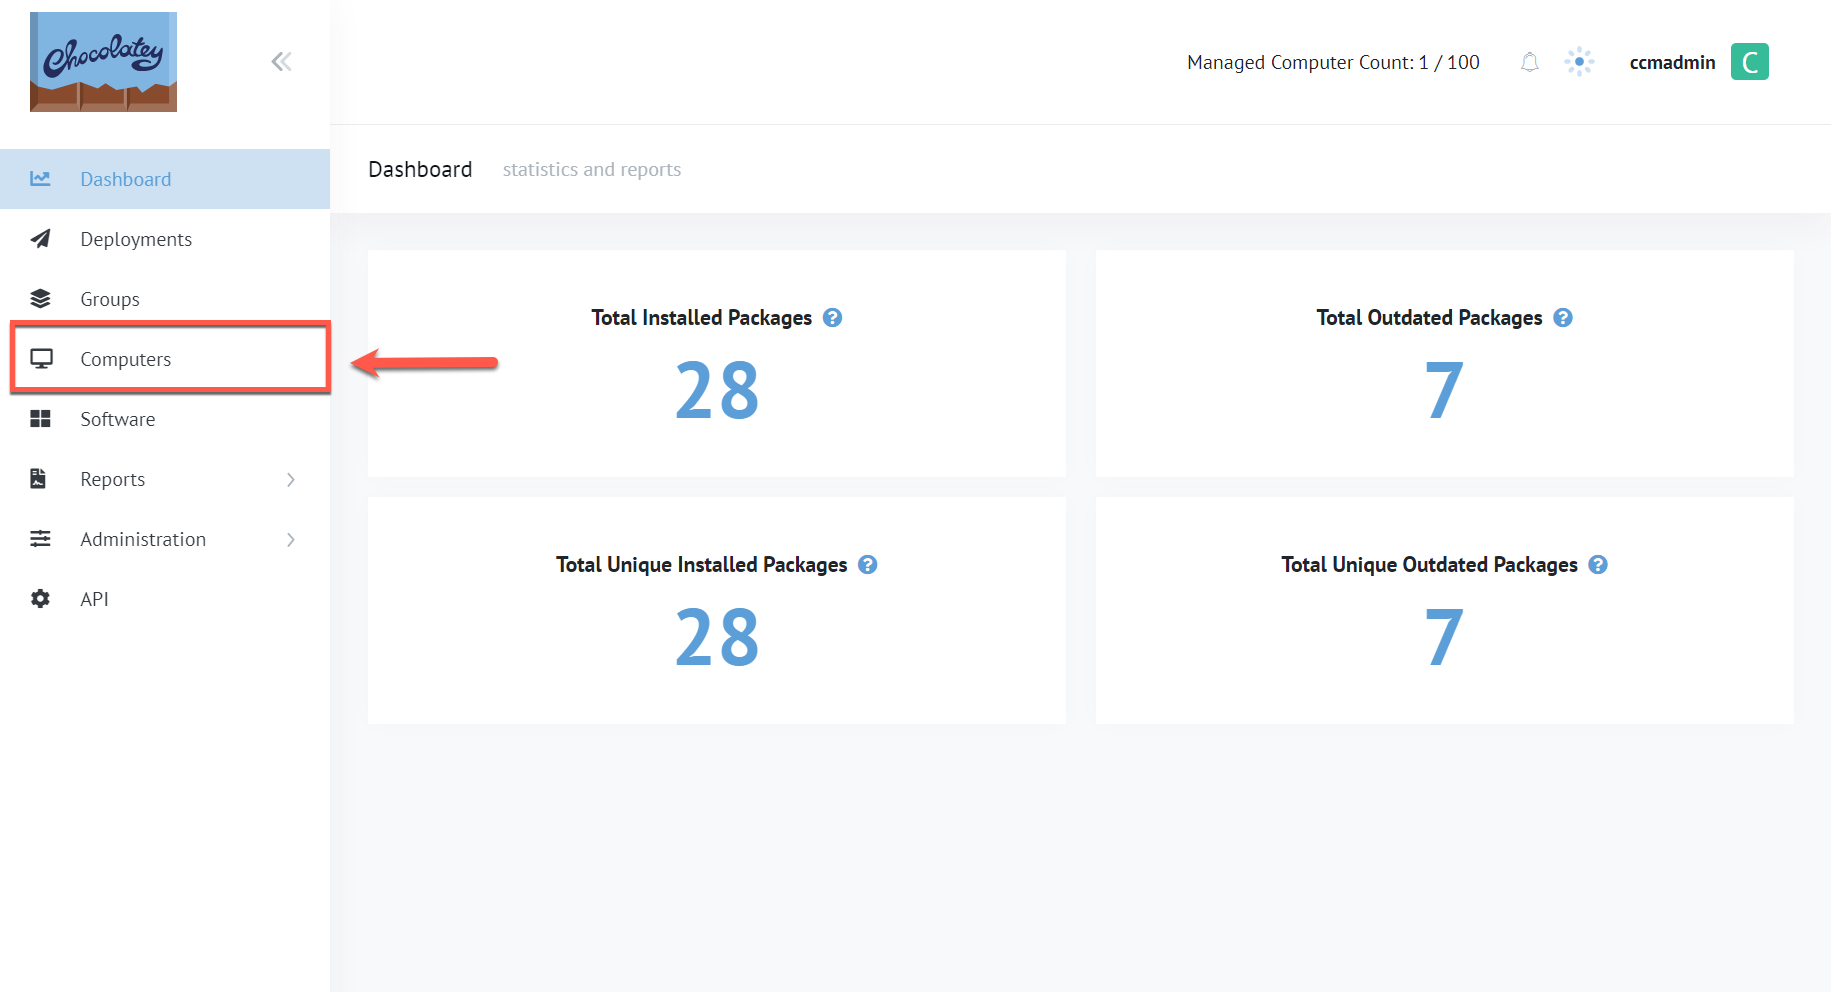 Chocolatey
Managed Computer Count: 1 / 100
ccmadmin
C
Dashboard
Deployments
Groups
Computers
Software
Reports
Administration
API
Dashboard statistics and reports
Total Installed Packages ?
28
Total Outdated Packages ?
7
Total Unique Installed Packages ?
28
Total Unique Outdated Packages ?
7